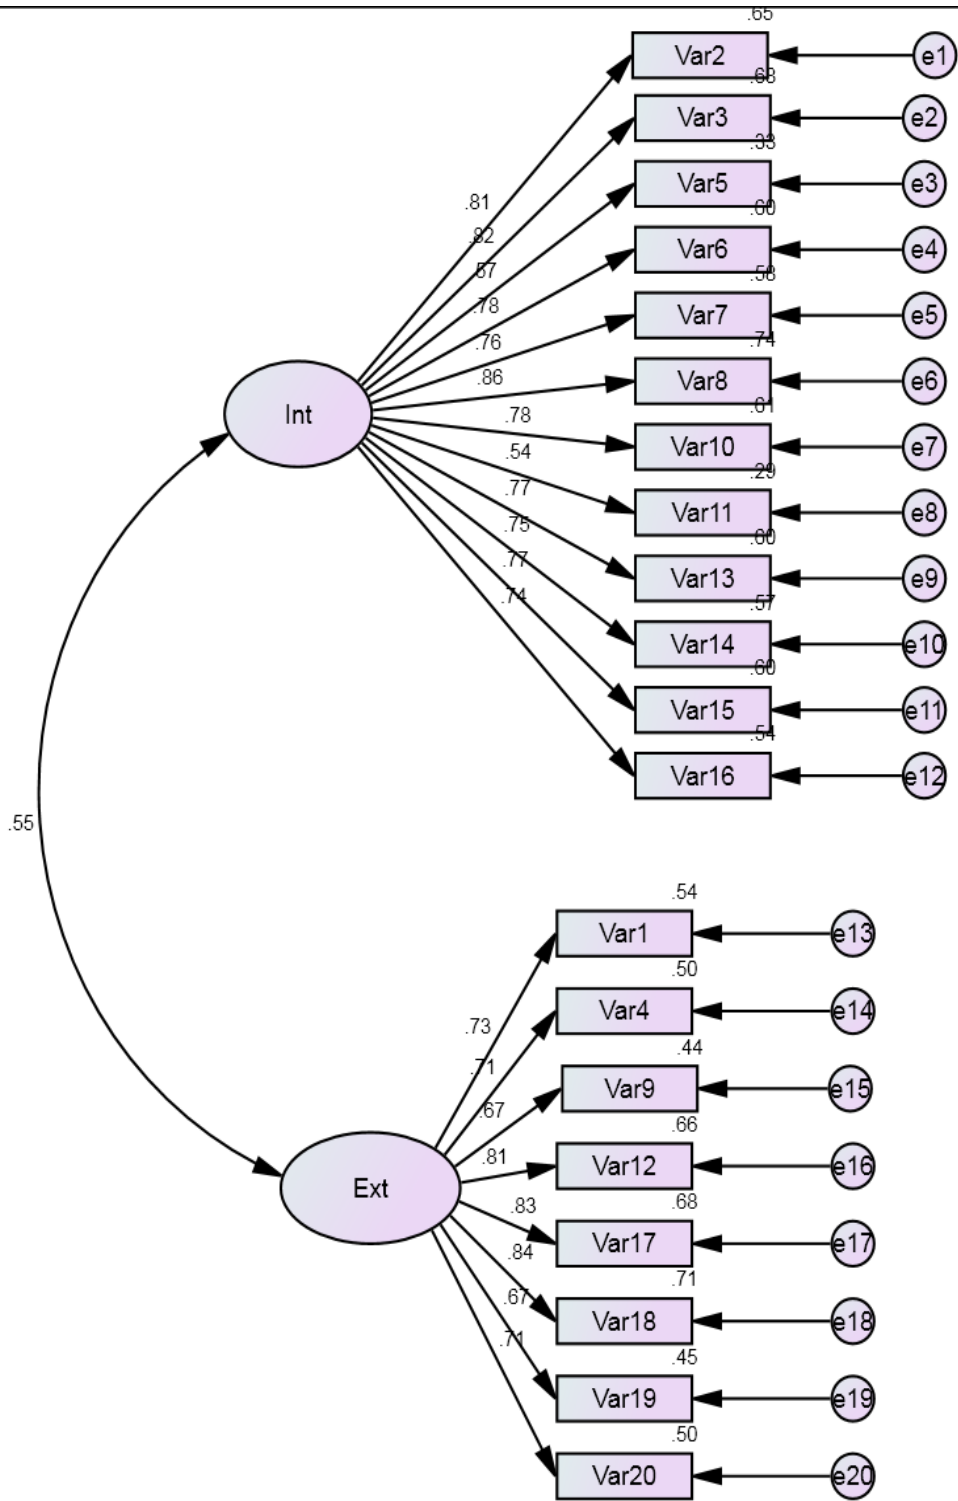 .65
Var2
e1
.68
Var3
e2
.33
Var5
e3
.81
.60
.82
Var6
e4
.57
.58
.78
Var7
e5
.76
.74
.86
Var8
e6
.61
Int
.78
Var10
e7
.54
.29
.77
Var11
e8
.75
.60
.77
Var13
e9
.74
.57
Var14
e10
.60
Var15
e11
.54
Var16
e12
.55
.54
Var1
e13
.50
.73
Var4
e14
.71
.44
.67
Var9
e15
.66
.81
Var12
e16
Ext
.83
.68
.84
Var17
e17
.67
.71
.71
Var18
e18
.45
Var19
e19
.50
Var20
e20